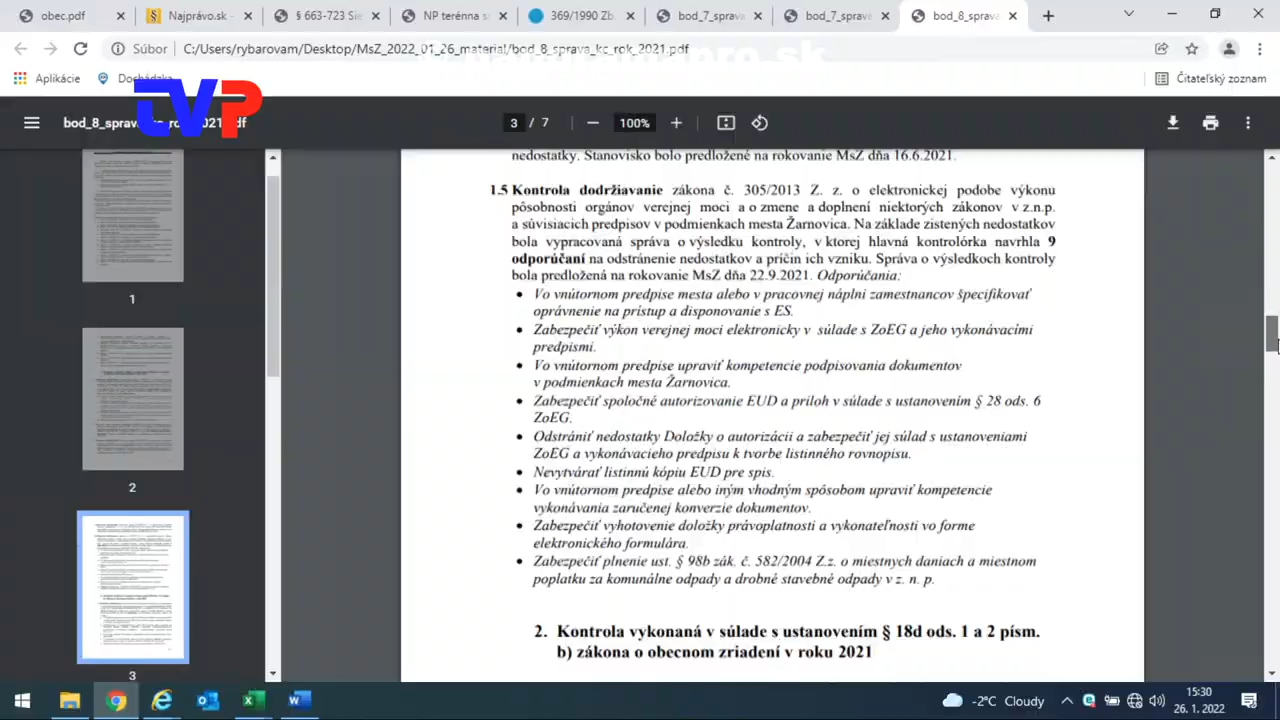 obec.pdf
Najprávo.sk -
§ 663-723 Sie
NP terénna s
369/1990 Zb.
bod_7_sprav
bod_7_sprav
bod_8_sprav
Súbor
C:/Users/rybarovam/Desktop/MsZ_2022_01_26_material/bod_8_sprava_kc_rok_2021.pdf
Aplikácie
Dochádzka
Čitateľský zoznam
TVP
3 / 7
100%
1
2
3
nedostatky. Stanovisko bolo predložené na rokovanie MsZ dňa 16.6.2021.
1.5 Kontrola dodržiavanie zákona č. 305/2013 Z. z. o elektronickej podobe výkonu
pôsobnosti orgánov verejnej moci a o zmene a doplnení niektorých zákonov v z.n.p.
a súvisiacich predpisov v podmienkach mesta Žarnovica. Na základe zistených nedostatkov
bola vypracovaná správa o výsledku kontroly, v ktorej hlavná kontrolórka navrhla 9
odporúčaní na odstránenie nedostatkov a príčin ich vzniku. Správa o výsledkoch kontroly
bola predložená na rokovanie MsZ dňa 22.9.2021. Odporúčania:
• Vo vnútornom predpise mesta alebo v pracovnej náplni zamestnancov špecifikovať
oprávnenie na prístup a disponovanie s ES.
• Zabezpečiť výkon verejnej moci elektronicky v súlade s ZoEG a jeho vykonávacími
predpismi.
• Vo vnútornom predpise upraviť kompetencie podpisovania dokumentov
mesta Žarnovica.
• Zabezpečiť spoločné autorizovanie EUD a príloh v súlade s ustanovením § 28 ods. 6
ZoEG.
• nedostatky Doložky o autorizácii a zabezpečiť jej súlad s ustanoveniami
ZoEG a vykonávacieho predpisu k tvorbe listinného rovnopisu.
• Nevytvárať listinnú kópiu EUD pre spis.
• Vo vnútornom predpise alebo iným vhodným spôsobom upraviť kompetencie
vykonania zaručenej konverzie dokumentov.
• vyhotovenie doložky právoplatnosti a vykonateľnosti vo forme
elektronického formulára.
• plnenie ust. § 98b zák. č. 582/2004 Z.z. o miestnych daniach a miestnom
poplatku za komunálne odpady a drobné stavebné odpady v z. n. p.
vykonaná v súlade s ustanovením § 18d ods. 1 a 2 písm.
b) zákona o obecnom zriadení v roku 2021
-2°C Cloudy
15:30
26. 1. 2022